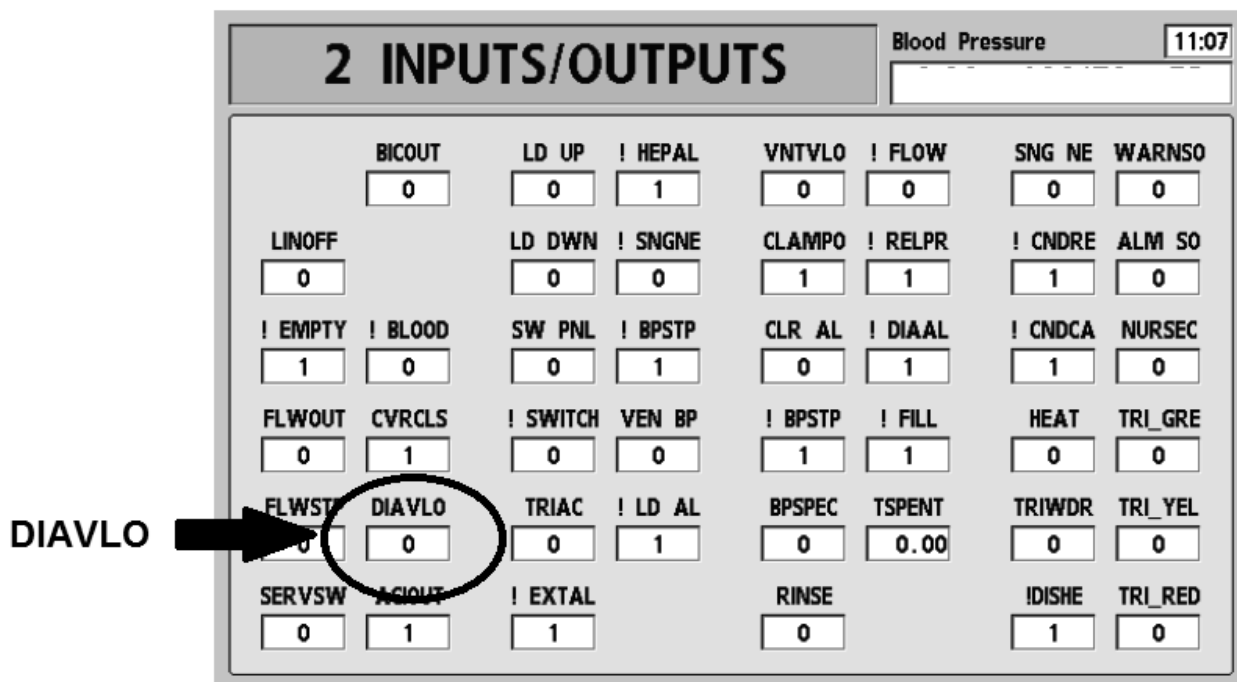 2 INPUTS/OUTPUTS Blood Pressure 11:07
BICOUT LD UP ! HEPAL VNTVLO ! FLOW SNG NE WARNSO
0 0 1 0 0 0 0
LINOFF LD DWN ! SNGNE CLAMPO ! RELPR ! CNDRE ALM SO
0 0 0 1 1 1 0
! EMPTY ! BLOOD SW PNL ! BPSTP CLR AL ! DIAAL ! CNDCA NURSEC
1 0 0 1 0 1 1 0
FLWOUT CVRCLS ! SWITCH VEN BP ! BPSTP ! FILL HEAT TRI_GRE
0 1 0 0 1 1 0 0
FLWSTP DIAVLO TRIAC ! LD AL BPSPEC TSPENT TRIWDR TRI_YEL
DIAVLO 0 0 0 1 0 0.00 0 0
SERVSW ACIOUT ! EXTAL RINSE !DISHE TRI_RED
0 1 1 0 1 0